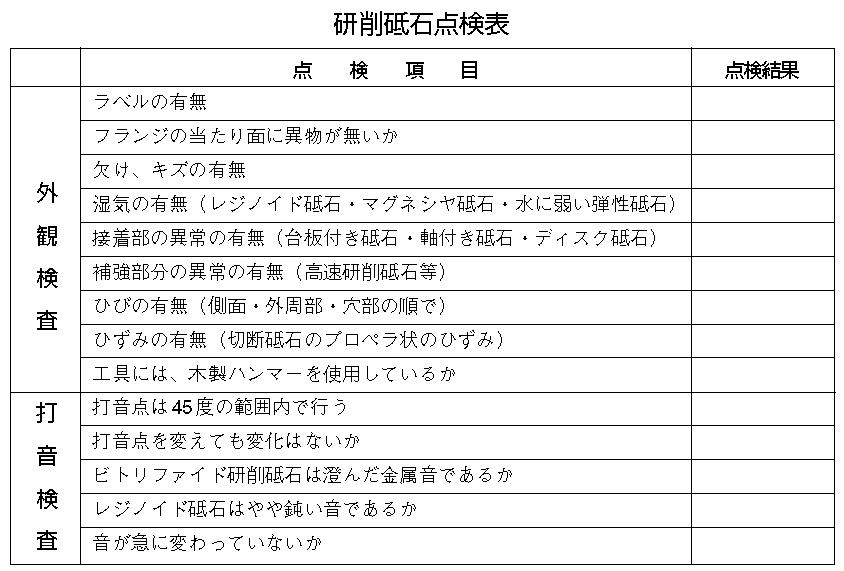 研削砥石点検表
点 検 項 目 点検結果
外観検査
ラベルの有無
フランジの当たり面に異物が無いか
欠け、キズの有無
湿気の有無（レジノイド砥石・マグネシヤ砥石・水に弱い弾性砥石）
接着部の異常の有無（台板付き砥石・軸付き砥石・ディスク砥石）
補強部分の異常の有無（高速研削砥石等）
ひびの有無（側面・外周部・穴部の順で）
ひずみの有無（切断砥石のプロペラ状のひずみ）
工具には、木製ハンマーを使用しているか
打音検査
打音点は45度の範囲内で行う
打音点を変えても変化はないか
ビトリファイド研削砥石は澄んだ金属音であるか
レジノイド砥石はやや鈍い音であるか
音が急に変わっていないか